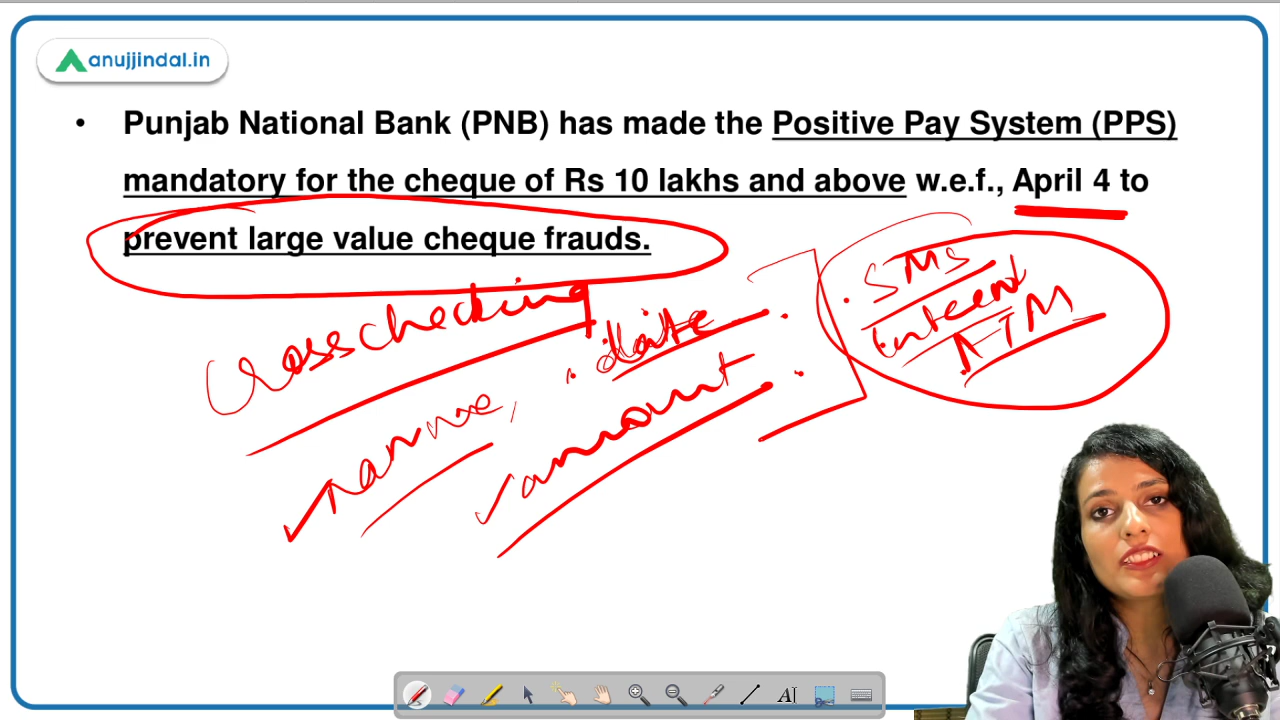 anujjindal.in
• Punjab National Bank (PNB) has made the Positive Pay System (PPS)
mandatory for the cheque of Rs 10 lakhs and above w.e.f., April 4 to
prevent large value cheque frauds.
Crosschecking
name, date
amount
SMS
ATM
AI